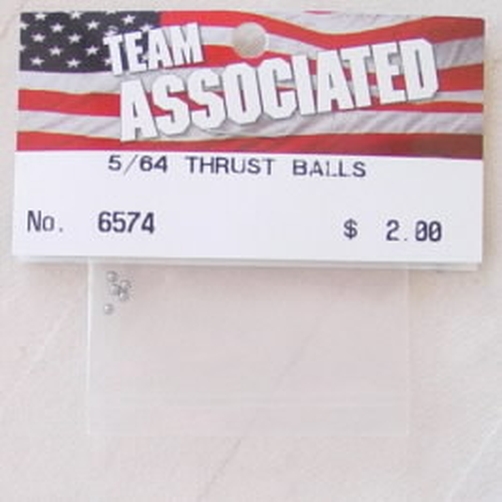 TEAM
ASSOCIATED
5/64 THRUST BALLS
No. 6574 $ 2.00